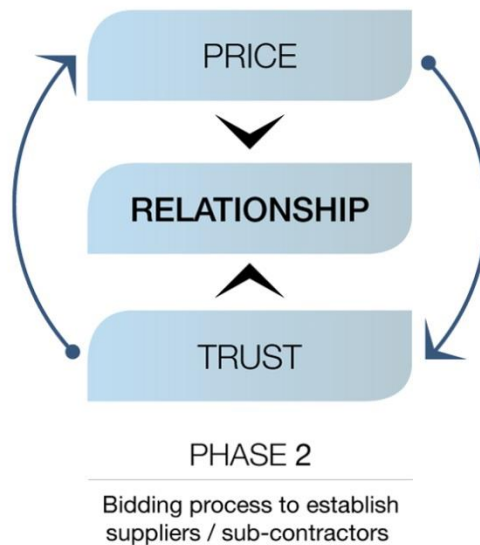 PRICE
RELATIONSHIP
TRUST
PHASE 2
Bidding process to establish
suppliers / sub-contractors